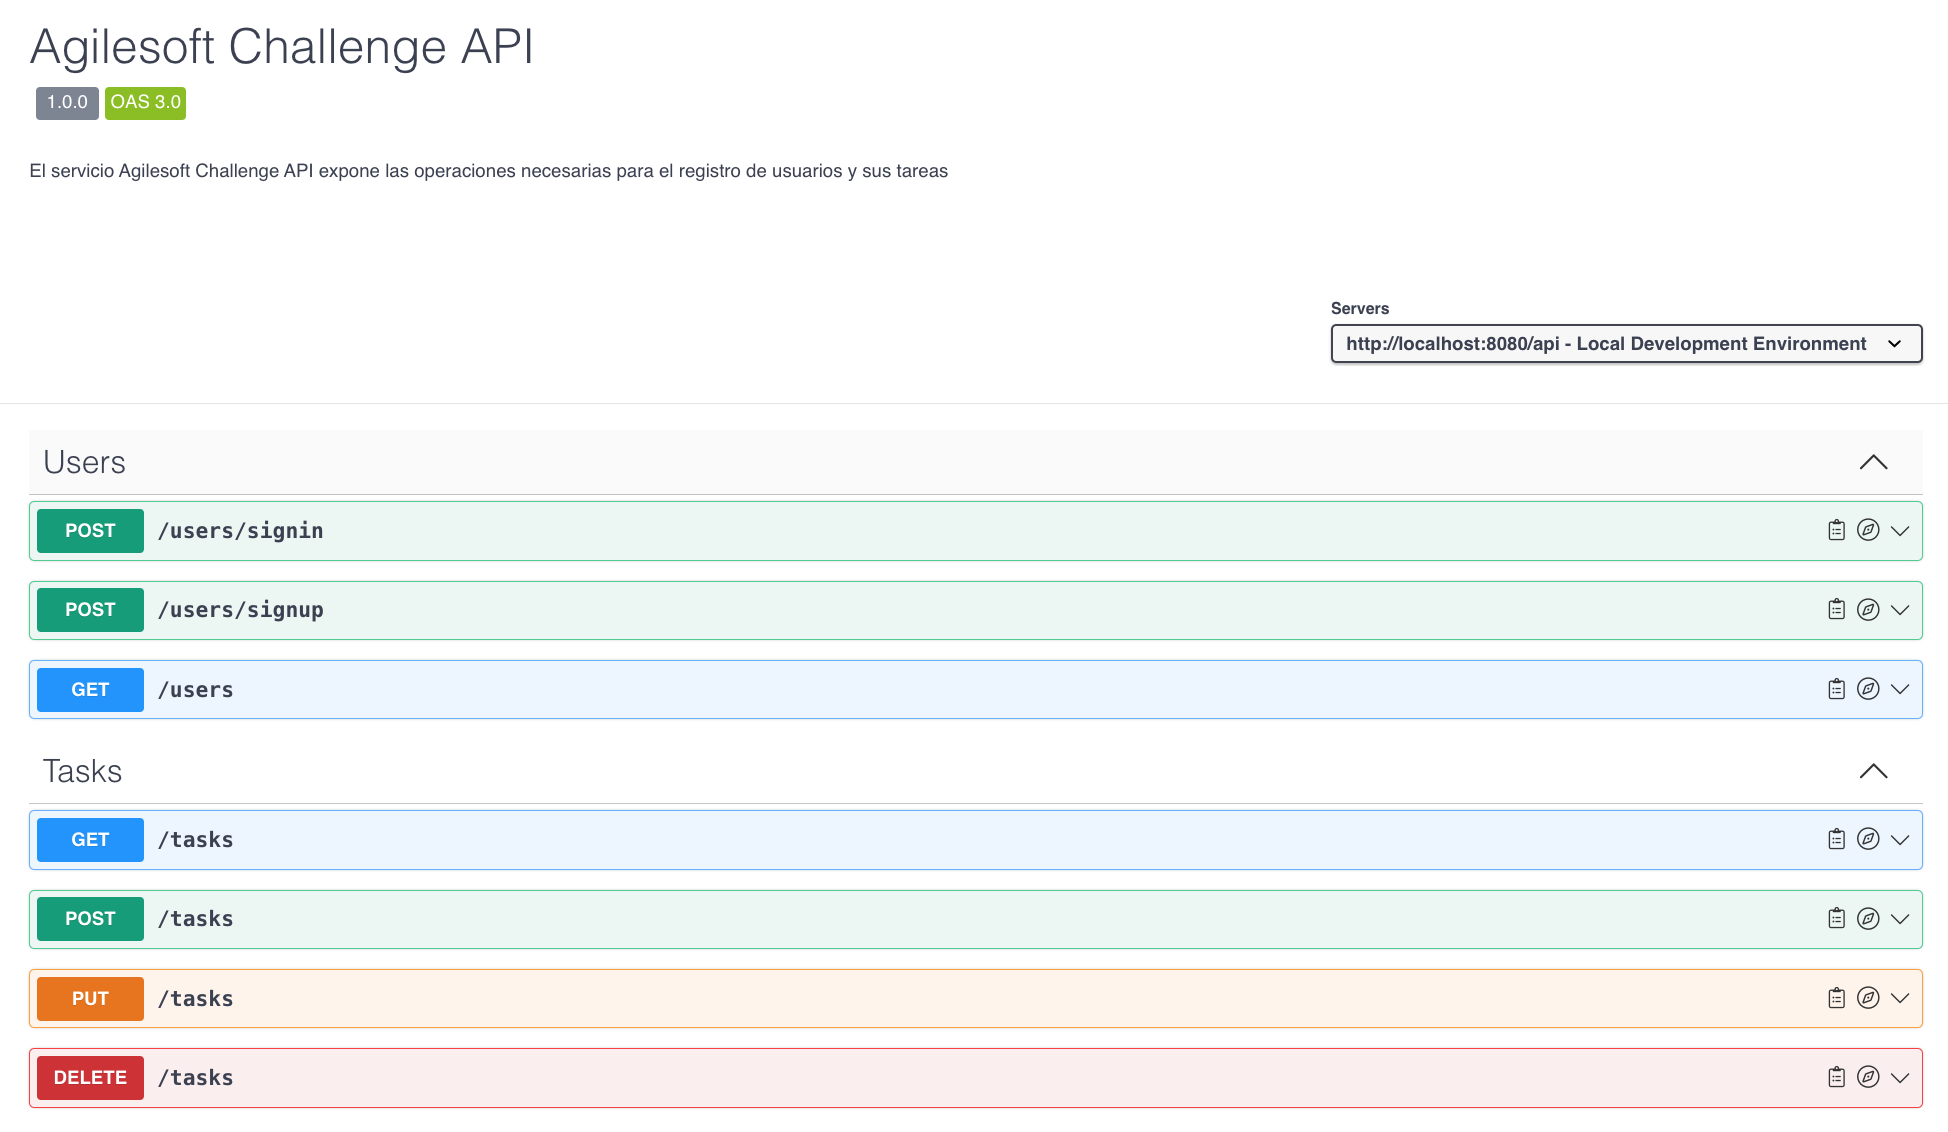 Agilesoft Challenge API
1.0.0 OAS 3.0
El servicio Agilesoft Challenge API expone las operaciones necesarias para el registro de usuarios y sus tareas
Servers
http://localhost:8080/api - Local Development Environment
Users
POST /users/signin
POST /users/signup
GET /users
Tasks
GET /tasks
POST /tasks
PUT /tasks
DELETE /tasks